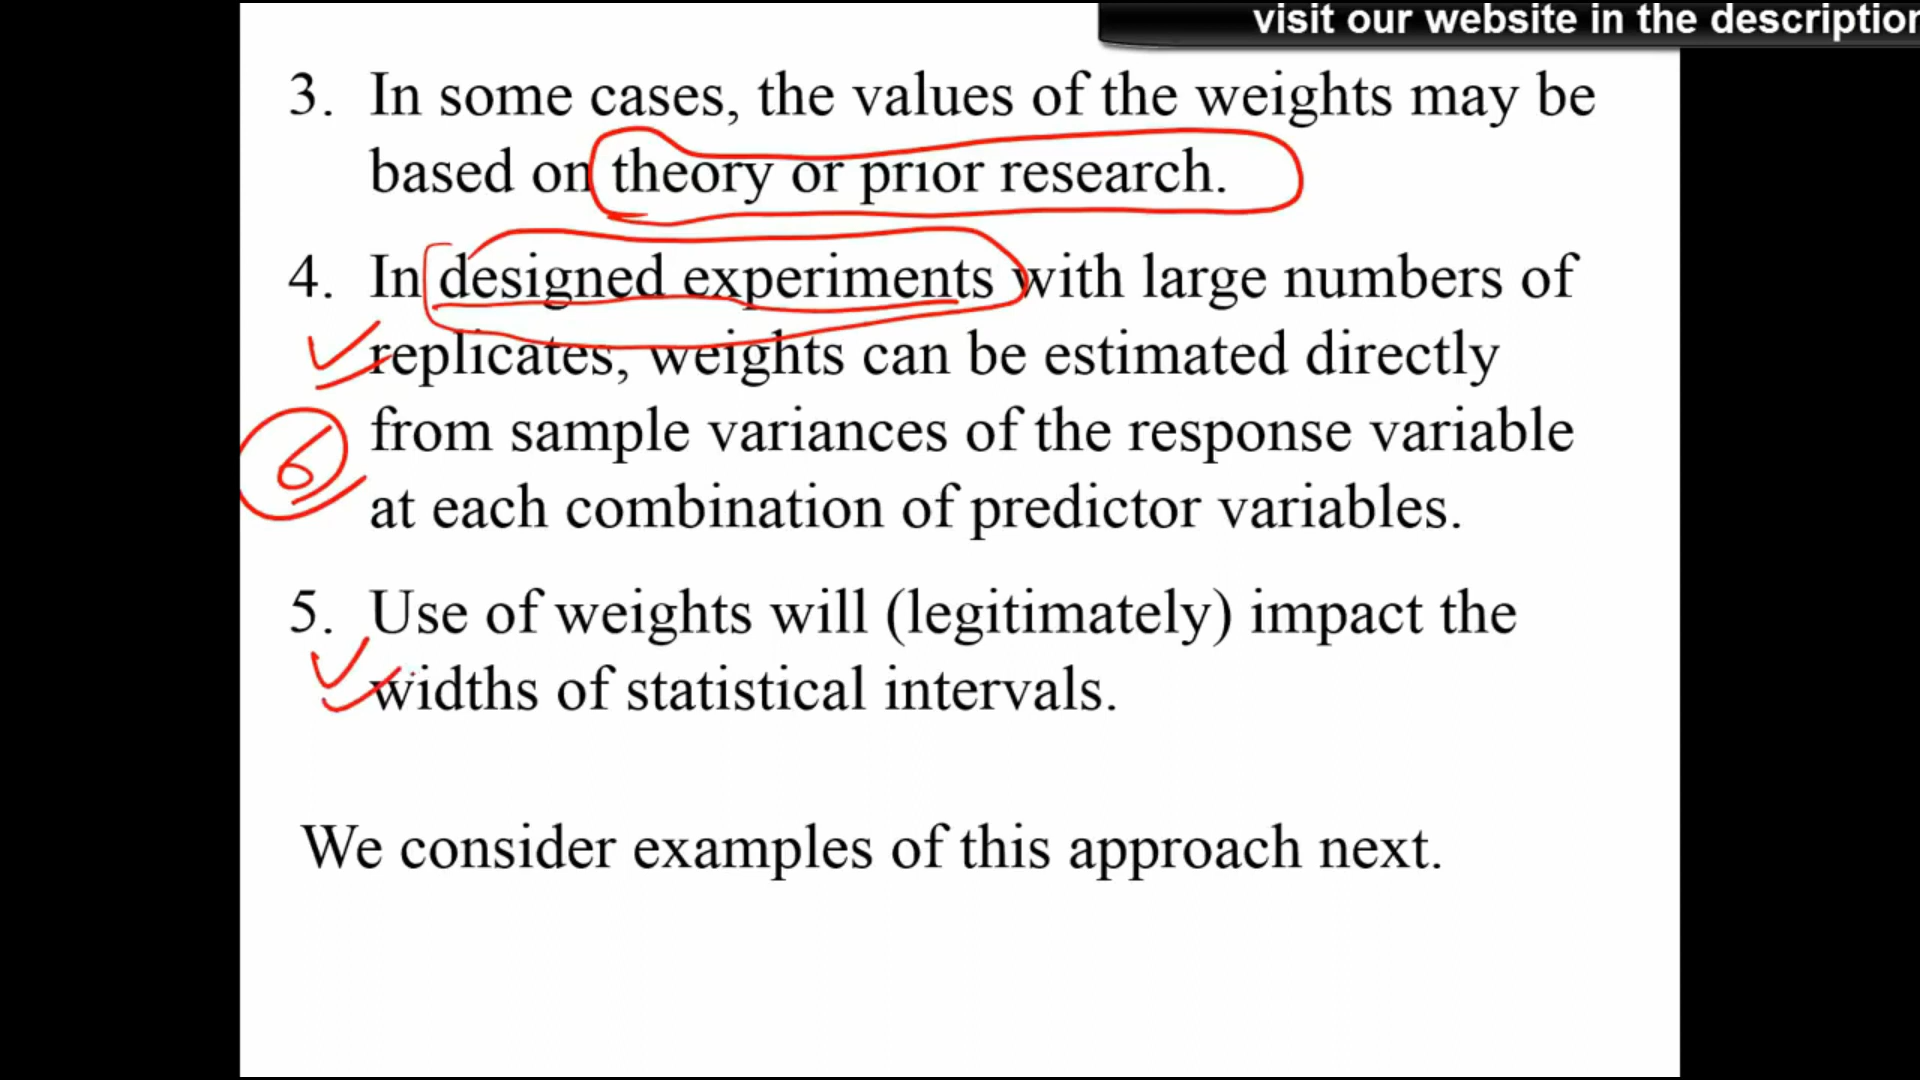 visit our website in the description
3. In some cases, the values of the weights may be
based on theory or prior research.
4. In designed experiments with large numbers of
replicates, weights can be estimated directly
6
from sample variances of the response variable
at each combination of predictor variables.
5. Use of weights will (legitimately) impact the
widths of statistical intervals.
We consider examples of this approach next.